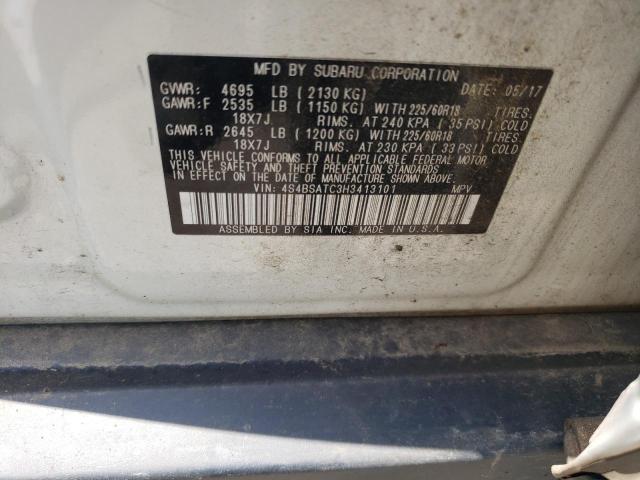 MFD BY SUBARU CORPORATION
GVWR: 4695 LB ( 2130 KG) DATE: 05/17
GAWR:F 2535 LB ( 1150 KG) WITH 225/60R18 TIRES.
18X7J RIMS. AT 240 KPA ( 35 PSI) COLD
GAWR:R 2645 LB ( 1200 KG) WITH 225/60R18 TIRES.
18X7J RIMS. AT 230 KPA ( 33 PSI) COLD
THIS VEHICLE CONFORMS TO ALL APPLICABLE FEDERAL MOTOR
VEHICLE SAFETY AND THEFT PREVENTION STANDARDS
IN EFFECT ON THE DATE OF MANUFACTURE SHOWN ABOVE.
VIN: 4S4BSATC3H3413101 MPV
ASSEMBLED BY SIA INC. MADE IN U.S.A.